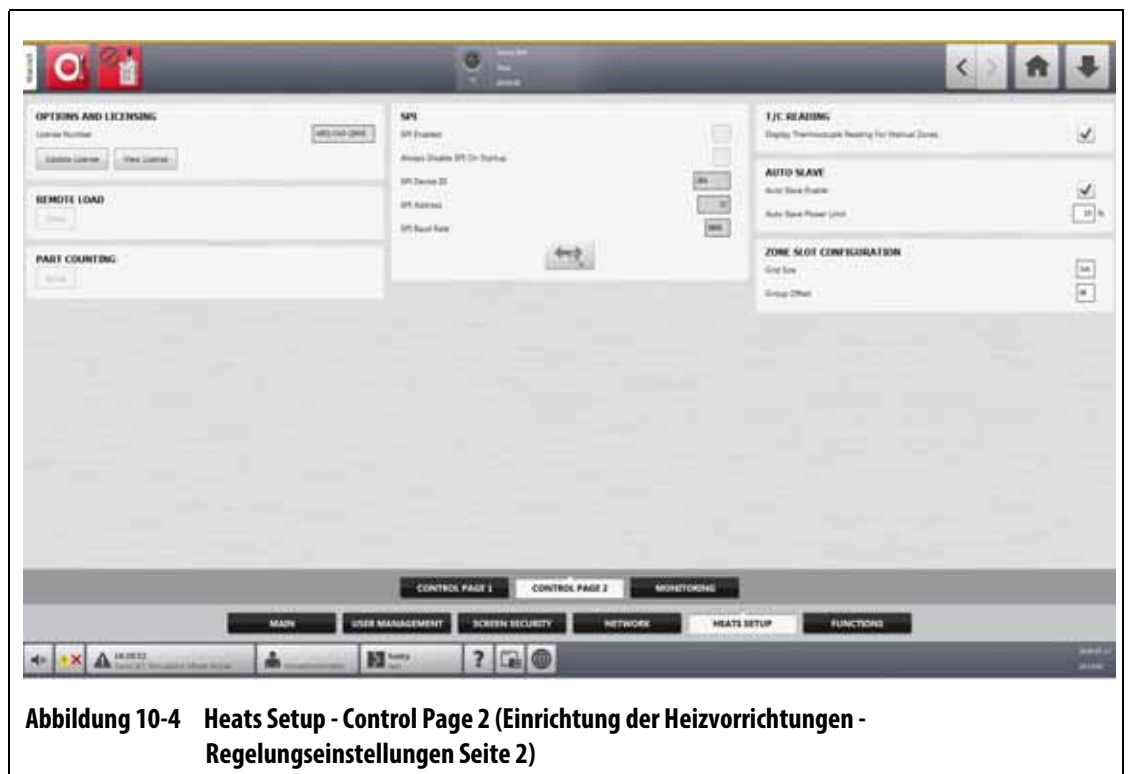 OPTIONS AND LICENSING
License Number
Update License View License
REMOTE LOAD
Setup
PART COUNTING
Setup
SPI
SPI Enabled
Always Disable SPI On Startup
SPI Device ID
SPI Address
SPI Baud Rate
T/C READING
Display Thermocouple Reading For Manual Zones
AUTO SLAVE
Auto Slave Enable
Auto Slave Power Limit
10 %
ZONE SLOT CONFIGURATION
Grid Size
Group Offset
CONTROL PAGE 1 CONTROL PAGE 2 MONITORING
MAIN USER MANAGEMENT SCREEN SECURITY NETWORK HEATS SETUP FUNCTIONS
?
Abbildung 10-4 Heats Setup - Control Page 2 (Einrichtung der Heizvorrichtungen -
Regelungseinstellungen Seite 2)